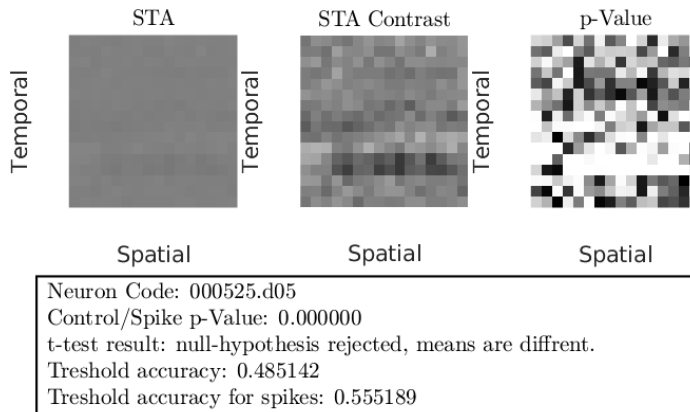 STA
STA Contrast
p-Value
Temporal
Temporal
Temporal
Spatial
Spatial
Spatial
Neuron Code: 000525.d05
Control/Spike p-Value: 0.000000
t-test result: null-hypothesis rejected, means are diffrent.
Treshold accuracy: 0.485142
Treshold accuracy for spikes: 0.555189